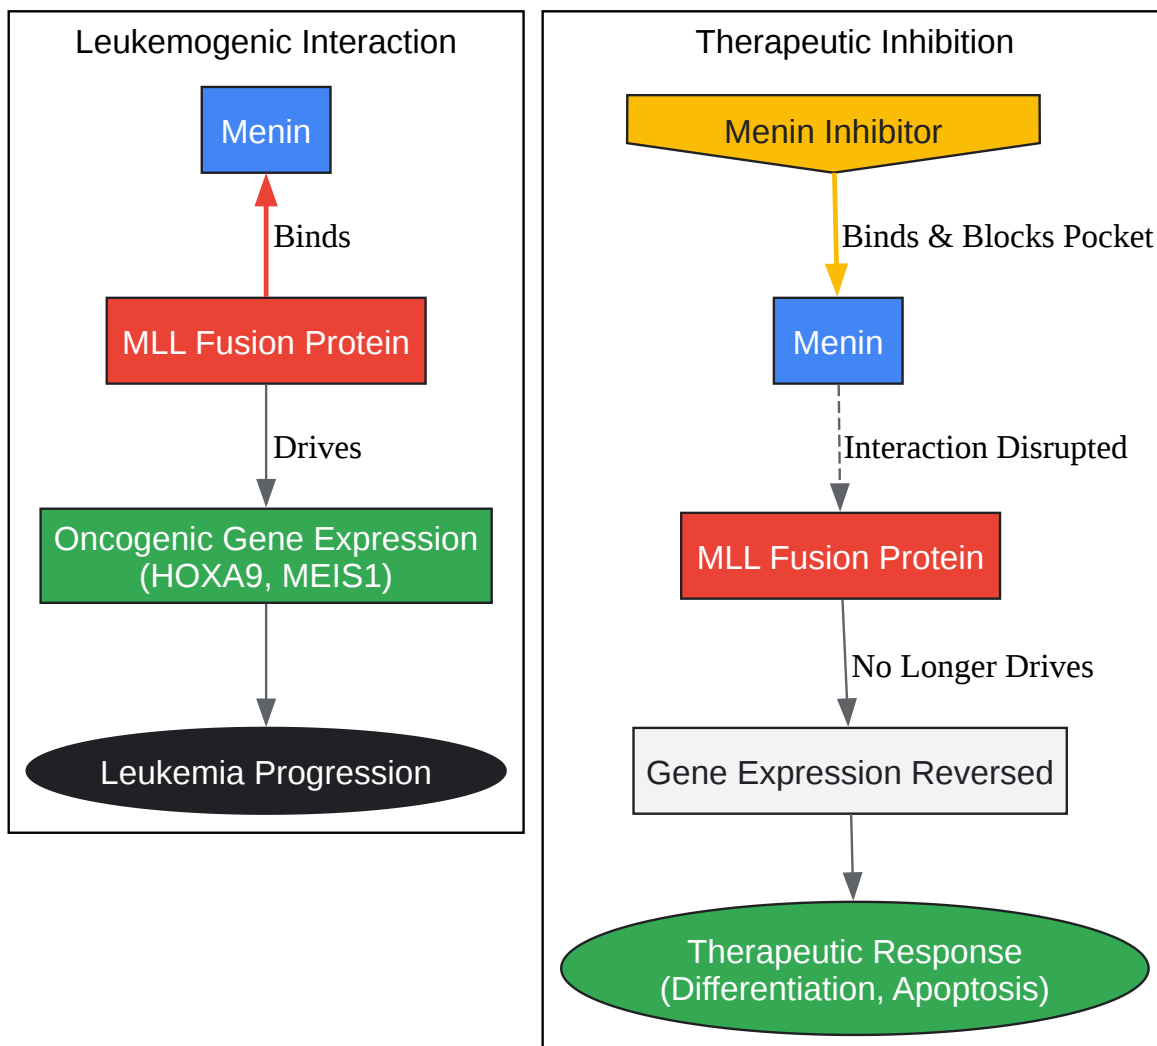 Leukemogenic Interaction
Menin
Binds
MLL Fusion Protein
Drives
Oncogenic Gene Expression
(HOXA9, MEIS1)
Leukemia Progression
Therapeutic Inhibition
Menin Inhibitor
Binds & Blocks Pocket
Menin
Interaction Disrupted
MLL Fusion Protein
No Longer Drives
Gene Expression Reversed
Therapeutic Response
(Differentiation, Apoptosis)